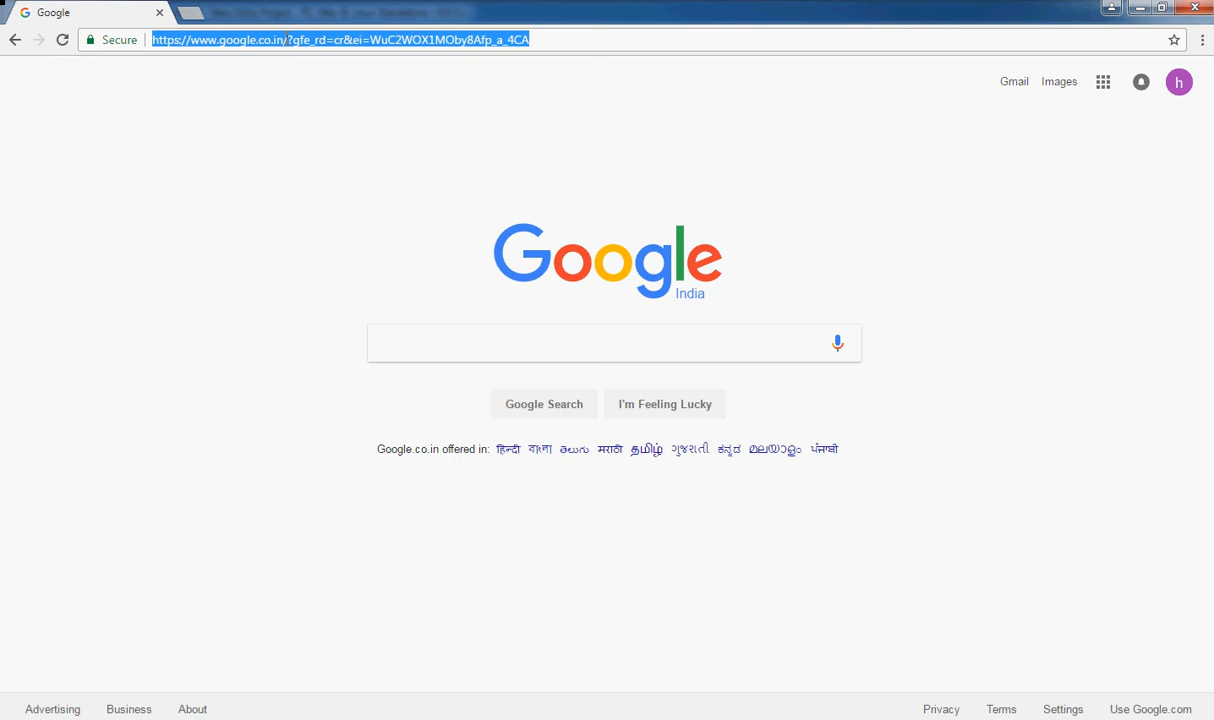 Google
Secure https://www.google.co.in/?gfe_rd=cr&ei=WuC2WOX1MOby8Afp_a_4CA
Gmail Images h
Google
India
Google Search I'm Feeling Lucky
Google.co.in offered in: हिन्दी বাংলা తెలుగు मराठी தமிழ் ગુજરાતી ಕನ್ನಡ മലയാളം ਪੰਜਾਬੀ
Advertising Business About Privacy Terms Settings Use Google.com